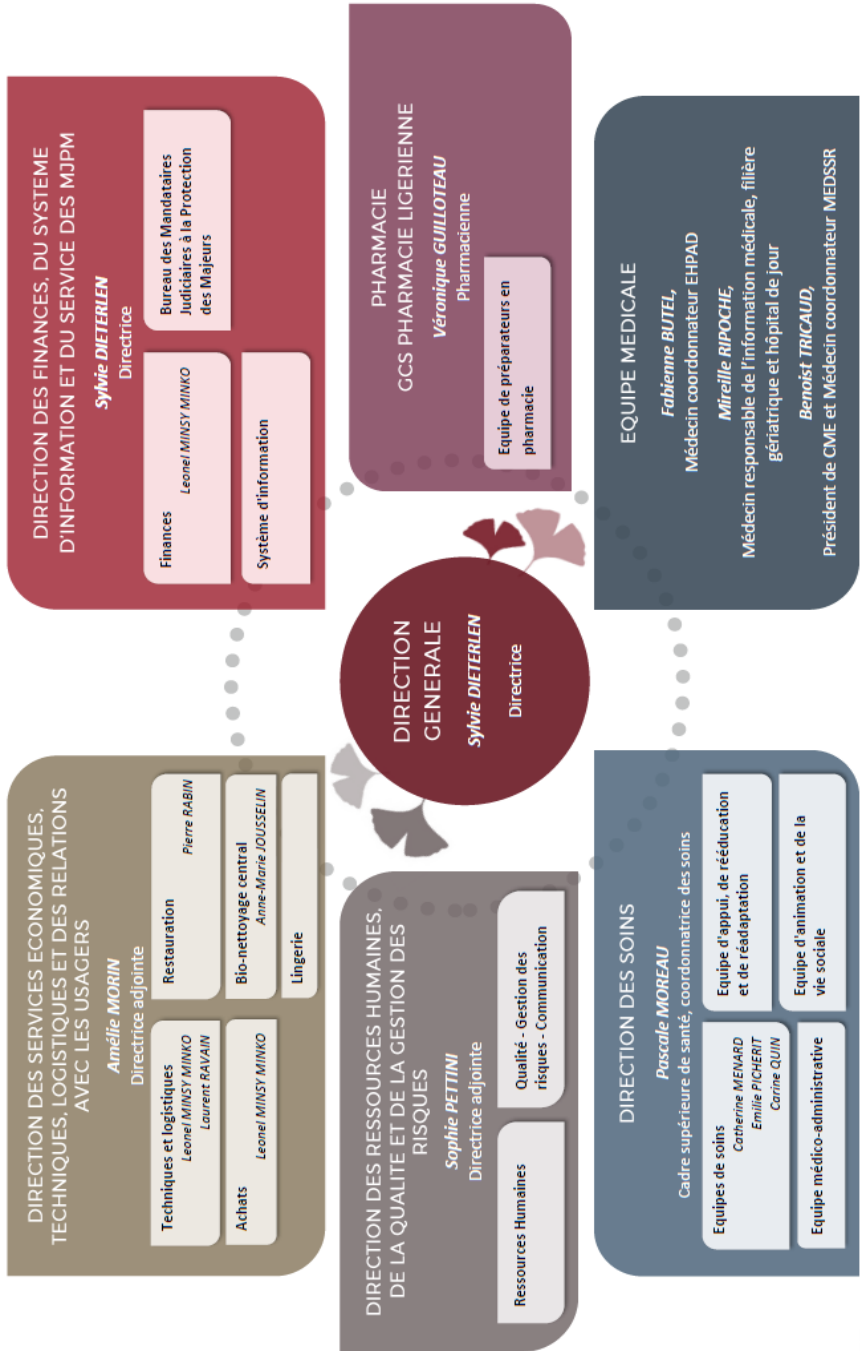 DIRECTION DES SERVICES ECONOMIQUES,
TECHNIQUES, LOGISTIQUES ET DES RELATIONS
AVEC LES USAGERS
Amélie MORIN
Directrice adjointe
Techniques et logistiques
Leonel MINSY MINKO
Laurent RAVAIN
Restauration
Pierre RABIN
Achats
Leonel MINSY MINKO
Bio-nettoyage central
Anne-Marie JOUSSELIN
Lingerie
DIRECTION DES FINANCES, DU SYSTEME
D'INFORMATION ET DU SERVICE DES MJPM
Sylvie DIETERLEN
Directrice
Finances
Leonel MINSY MINKO
Bureau des Mandataires
Judiciaires à la Protection
des Majeurs
Système d'information
DIRECTION DES RESSOURCES HUMAINES,
DE LA QUALITE ET DE LA GESTION DES
RISQUES
Sophie PETTINI
Directrice adjointe
Ressources Humaines
Qualité - Gestion des
risques - Communication
DIRECTION
GENERALE
Sylvie DIETERLEN
Directrice
PHARMACIE
GCS PHARMACIE LIGERIENNE
Véronique GUILLOTEAU
Pharmacienne
Equipe de préparateurs en
pharmacie
DIRECTION DES SOINS
Pascale MOREAU
Cadre supérieure de santé, coordonnatrice des soins
Equipes de soins
Catherine MENARD
Emilie PICHERIT
Carine QUIN
Equipe d'appui, de rééducation
et de réadaptation
Equipe médico-administrative
Equipe d'animation et de la
vie sociale
EQUIPE MEDICALE
Fabienne BUTEL,
Médecin coordonnateur EHPAD
Mireille RIPOCHE,
Médecin responsable de l'information médicale, filière
gériatrique et hôpital de jour
Benoist TRICAUD,
Président de CME et Médecin coordonnateur MEDSSR